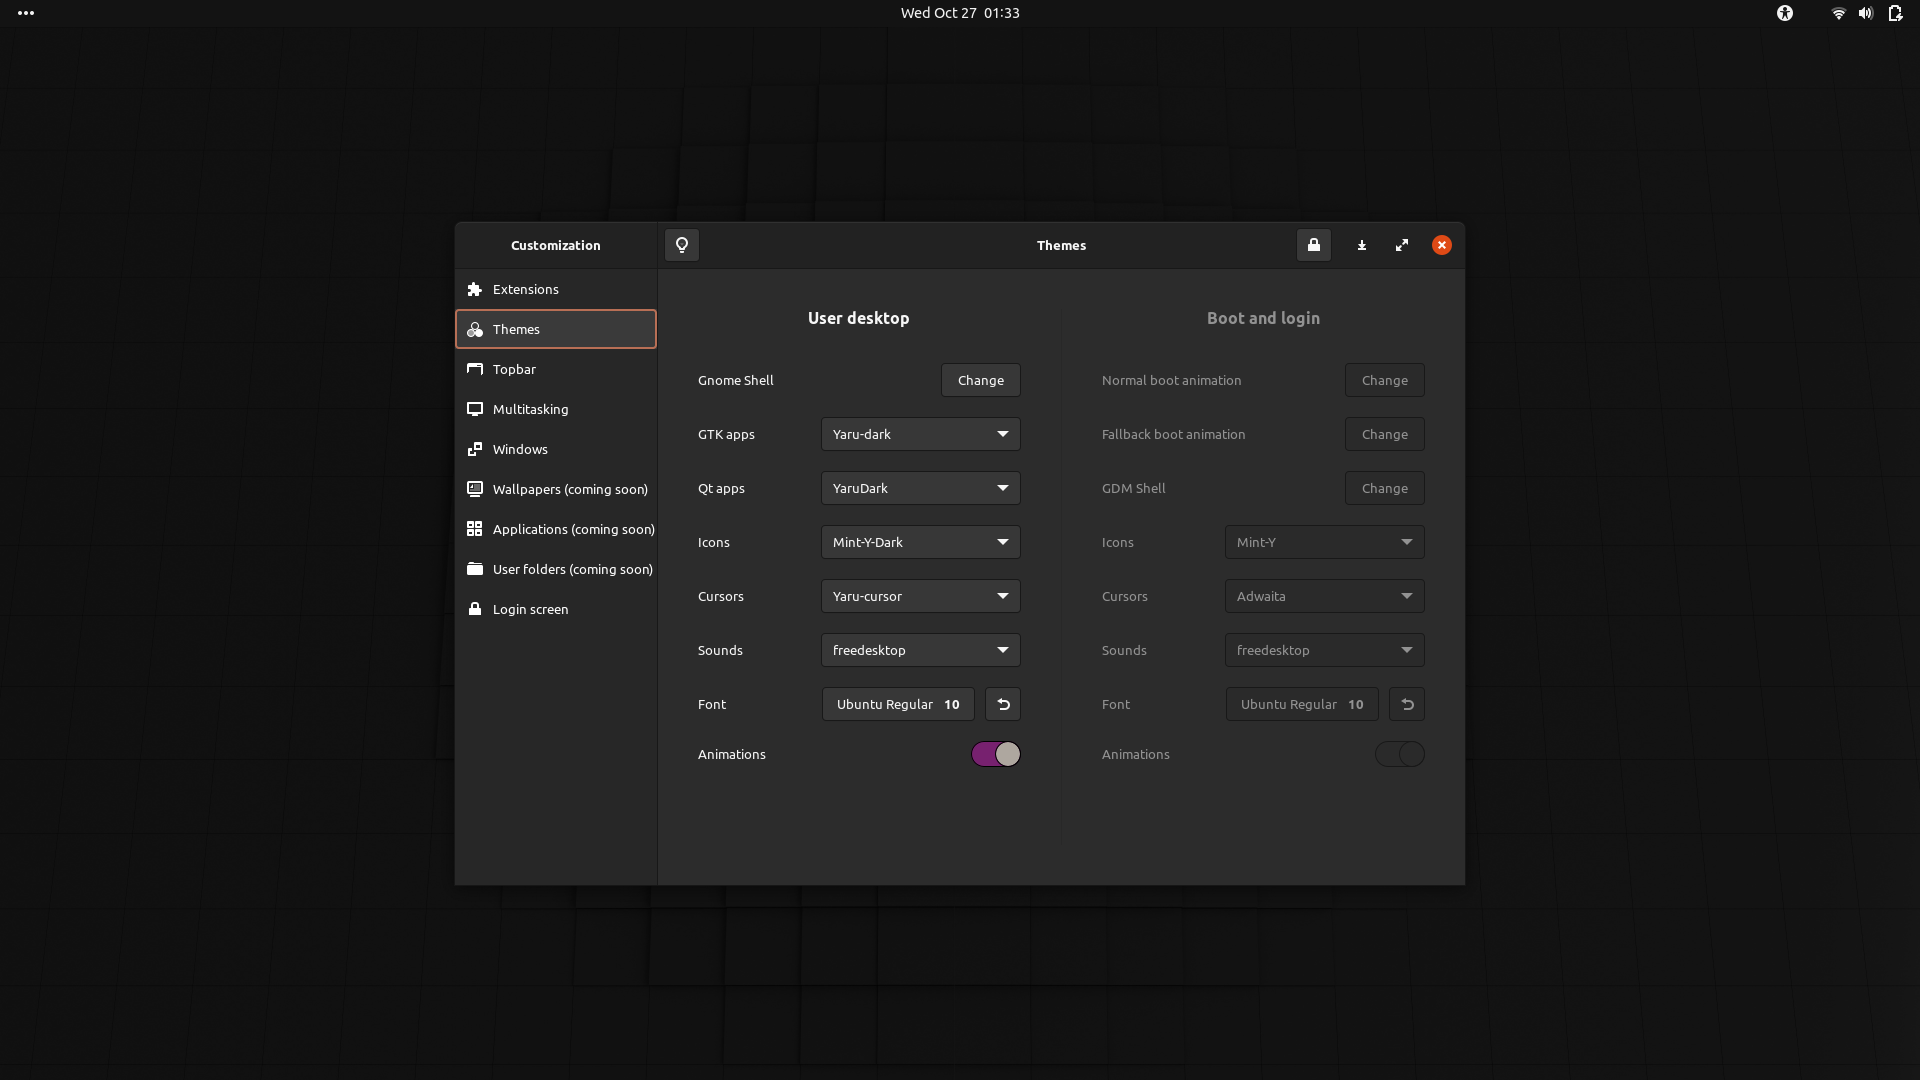 Wed Oct 27 01:33
Customization
Themes
Extensions
Themes
Topbar
Multitasking
Windows
Wallpapers (coming soon)
Applications (coming soon)
User folders (coming soon)
Login screen
User desktop
Gnome Shell Change
GTK apps Yaru-dark
Qt apps YaruDark
Icons Mint-Y-Dark
Cursors Yaru-cursor
Sounds freedesktop
Font Ubuntu Regular 10
Animations
Boot and login
Normal boot animation Change
Fallback boot animation Change
GDM Shell Change
Icons Mint-Y
Cursors Adwaita
Sounds freedesktop
Font Ubuntu Regular 10
Animations